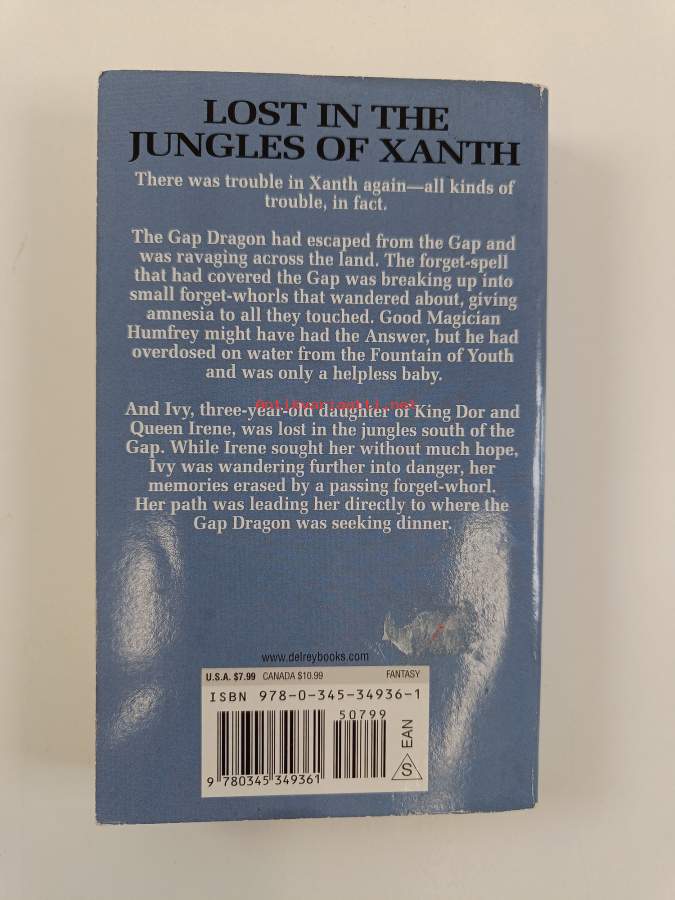 LOST IN THE
JUNGLES OF XANTH
There was trouble in Xanth again—all kinds of
trouble, in fact.
The Gap Dragon had escaped from the Gap and
was ravaging across the land. The forget-spell
that had covered the Gap was breaking up into
small forget-whorls that wandered about, giving
amnesia to all they touched. Good Magician
Humfrey might have had the Answer, but he had
overdosed on water from the Fountain of Youth
and was only a helpless baby.
antikvariaatti.net
And Ivy, three-year-old daughter of King Dor and
Queen Irene, was lost in the jungles south of the
Gap. While Irene sought her without much hope,
Ivy was wandering further into danger, her
memories erased by a passing forget-whorl.
Her path was leading her directly to where the
Gap Dragon was seeking dinner.
www.delreybooks.com
U.S.A. $7.99 CANADA $10.99 FANTASY
ISBN 978-0-345-34936-1
50799
9 780345 349361
S EAN